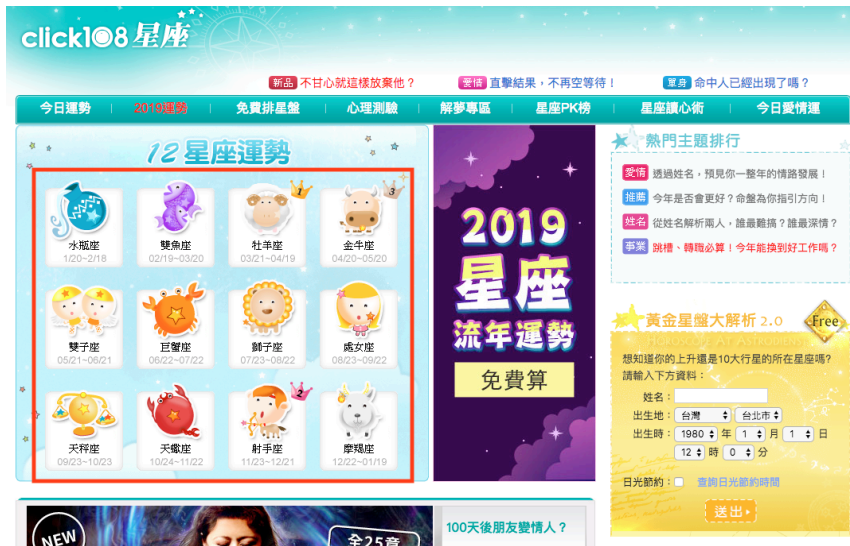 click108星座
新品 不甘心就這樣放棄他？ 愛情 直擊結果，不再空等待！ 單身 命中人已經出現了嗎？
今日運勢 2019運勢 免費排星盤 心理測驗 解夢專區 星座PK榜 星座讀心術 今日愛情運
12星座運勢
1 3
水瓶座 雙魚座 牡羊座 金牛座
1/20~2/18 02/19~03/20 03/21~04/19 04/20~05/20
雙子座 巨蟹座 獅子座 處女座
05/21~06/21 06/22~07/22 07/23~08/22 08/23~09/22
2
天秤座 天蠍座 射手座 摩羯座
09/23~10/23 10/24~11/22 11/23~12/21 12/22~01/19
2019
星座
流年運勢
免費算
熱門主題排行
愛情 透過姓名，預見你一整年的情路發展！
推薦 今年是否會更好？命盤為你指引方向！
姓名 從姓名解析兩人，誰最難搞？誰最深情？
事業 跳槽、轉職必算！今年能換到好工作嗎？
黃金星盤大解析 2.0 Free
想知道你的上升還是10大行星的所在星座嗎?
請輸入下方資料：
姓名：
出生地： 台灣 台北市
出生時： 1980 年 1 月 1 日
12 時 0 分
日光節約： 查詢日光節約時間
送出
NEW
全25章
100天後朋友變情人？